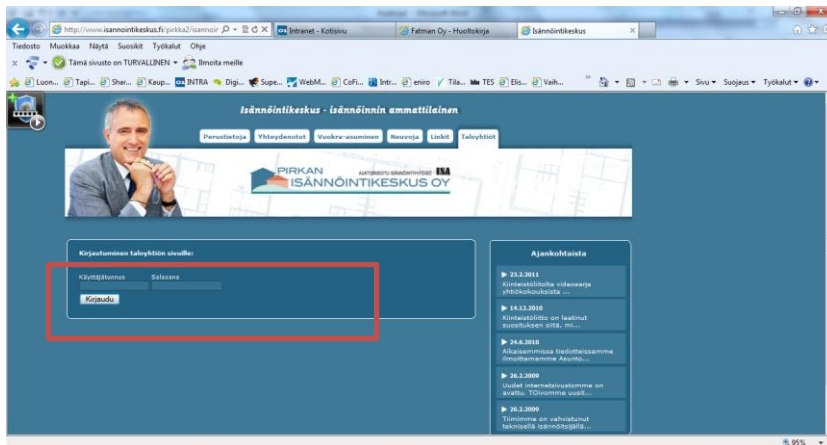 http://www.isannointikeskus.fi/pirkka2/isannoir
Intranet - Kotisivu
Fatman Oy - Huoltokirja
Isännöintikeskus
Tiedosto Muokkaa Näytä Suosikit Työkalut Ohje
Tämä sivusto on TURVALLINEN Ilmoita meille
Luon... Tapi... Shar... Kaup... INTRA Digi... Supe... WebM... CoFi... Intr... eniro Tila... TES Elis... Vaih... Sivu Suojaus Työkalut
Isännöintikeskus - isännöinnin ammattilainen
Perustietoja Yhteydenotot Vuokra-asuminen Neuvoja Linkit Taloyhtiöt
PIRKAN
AUKTORISOITU ISÄNNÖINTIYHTEISÖ ISA
ISÄNNÖINTIKESKUS OY
Kirjautuminen taloyhtiön sivuille:
Käyttäjätunnus Salasana
Kirjaudu
Ajankohtaista
23.2.2011
Kiinteistöliitolta videosarja
yhtiökokouksista ...
14.12.2010
Kiinteistöliitto on laatinut
suosituksen siitä, mi...
24.6.2010
Aikaisemmissa tiedotteissamme
ilmoittamamme Asunto...
26.2.2009
Uudet internetsivustomme on
avattu. TOivomme uusit...
26.2.2009
Tiimimme on vahvistunut
teknisellä isännöitsijällä...
95%